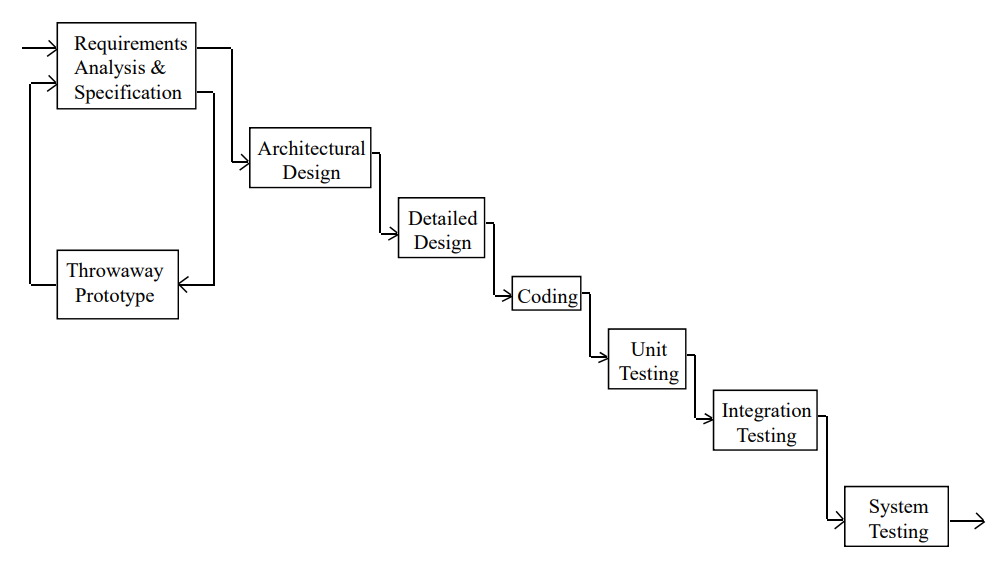 Requirements
Analysis &
Specification
Architectural
Design
Detailed
Design
Throwaway
Prototype
Coding
Unit
Testing
Integration
Testing
System
Testing